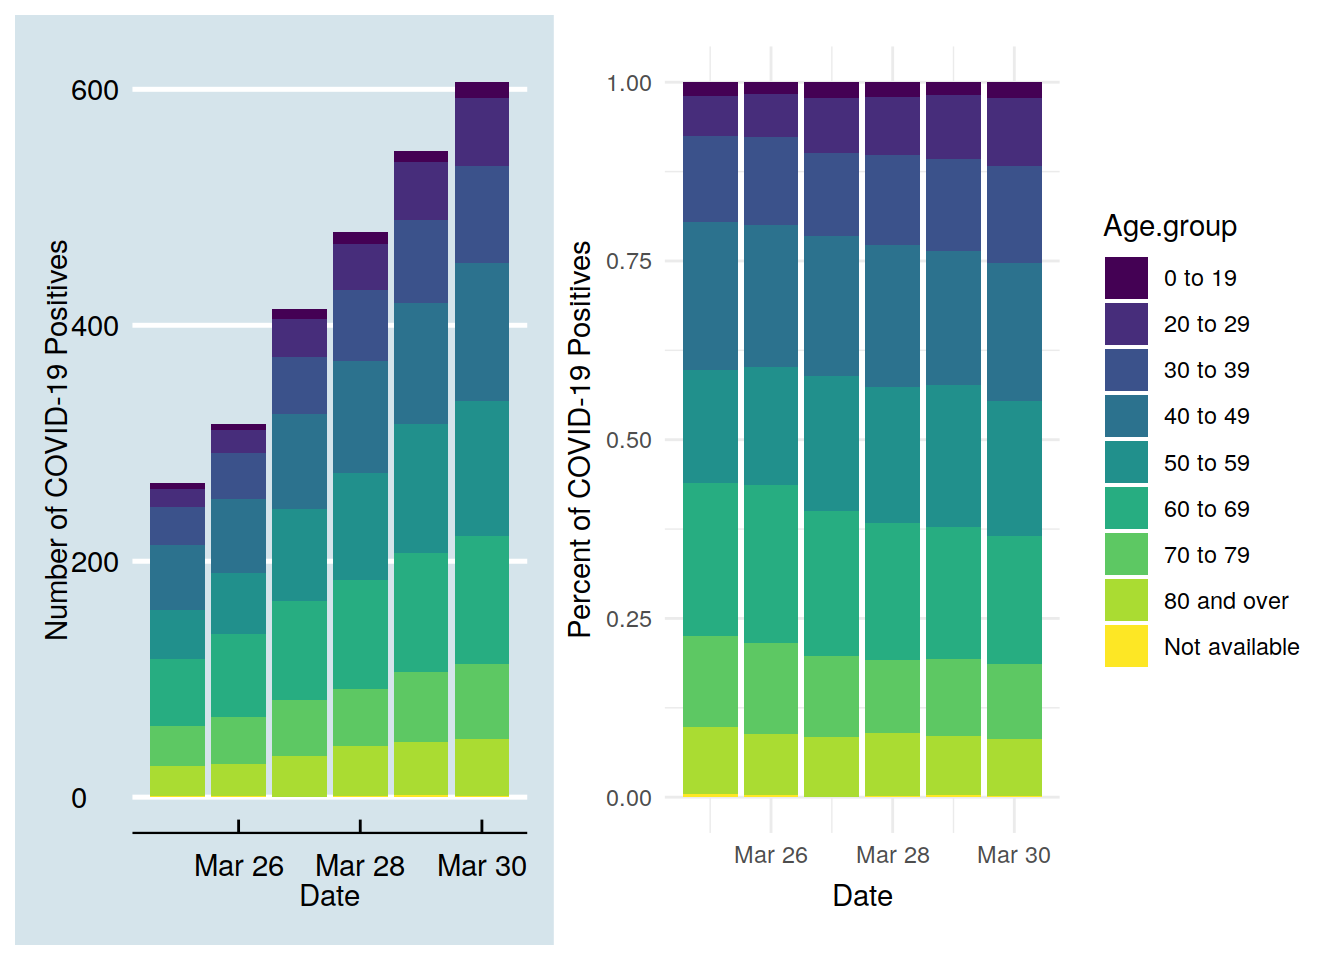 Number of COVID-19 Positives
600
400
200
0
Mar 26 Mar 28 Mar 30
Date
Percent of COVID-19 Positives
1.00
0.75
0.50
0.25
0.00
Mar 26 Mar 28 Mar 30
Date
Age.group
0 to 19
20 to 29
30 to 39
40 to 49
50 to 59
60 to 69
70 to 79
80 and over
Not available